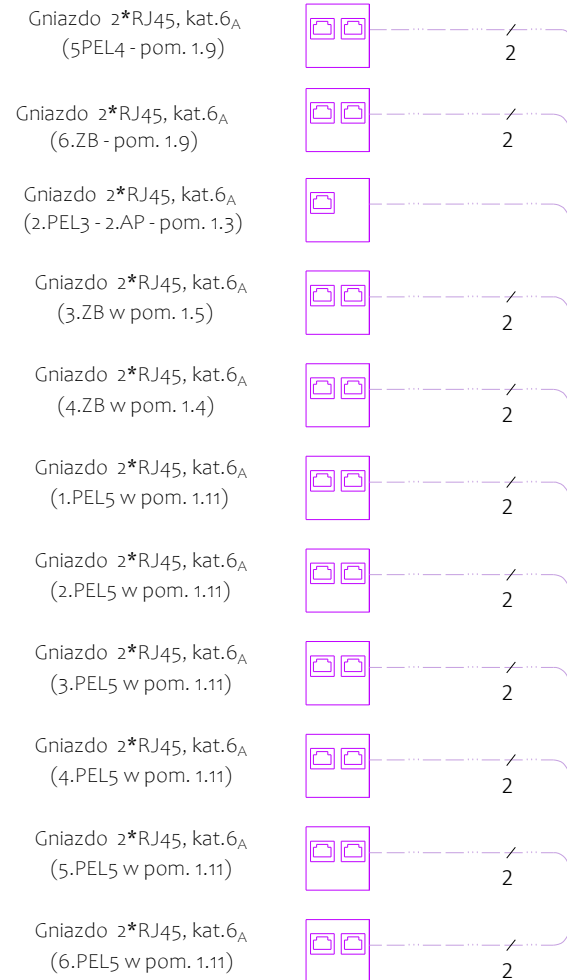 Gniazdo 2*RJ45, kat.6A
(5PEL4 - pom. 1.9)
2
Gniazdo 2*RJ45, kat.6A
(6.ZB - pom. 1.9)
2
Gniazdo 2*RJ45, kat.6A
(2.PEL3 - 2.AP - pom. 1.3)
Gniazdo 2*RJ45, kat.6A
(3.ZB w pom. 1.5)
2
Gniazdo 2*RJ45, kat.6A
(4.ZB w pom. 1.4)
2
Gniazdo 2*RJ45, kat.6A
(1.PEL5 w pom. 1.11)
2
Gniazdo 2*RJ45, kat.6A
(2.PEL5 w pom. 1.11)
2
Gniazdo 2*RJ45, kat.6A
(3.PEL5 w pom. 1.11)
2
Gniazdo 2*RJ45, kat.6A
(4.PEL5 w pom. 1.11)
2
Gniazdo 2*RJ45, kat.6A
(5.PEL5 w pom. 1.11)
2
Gniazdo 2*RJ45, kat.6A
(6.PEL5 w pom. 1.11)
2